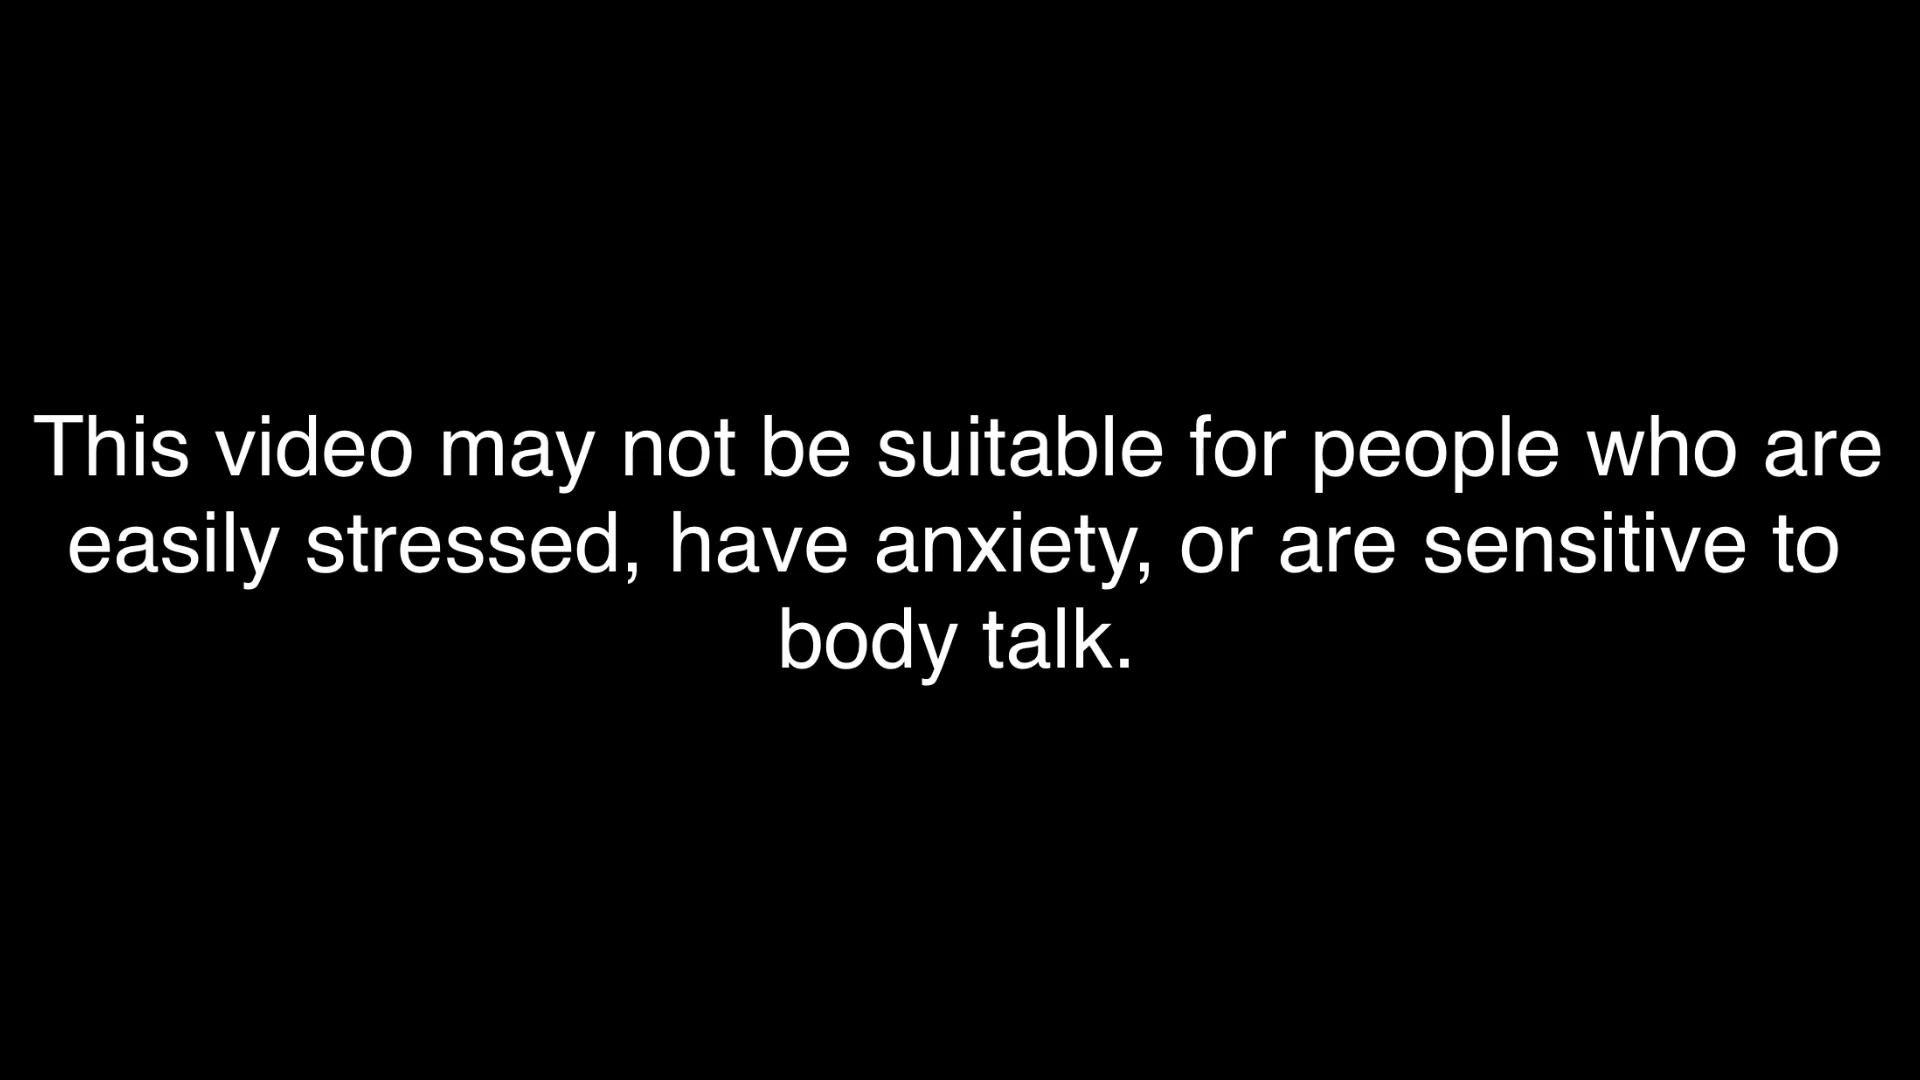 This video may not be suitable for people who are
easily stressed, have anxiety, or are sensitive to
body talk.